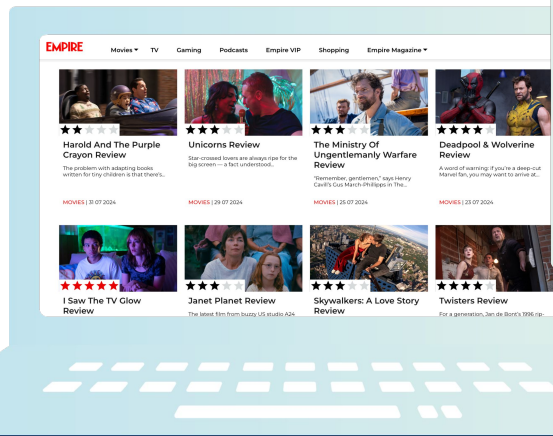 EMPIRE
Movies TV Gaming Podcasts Empire VIP Shopping Empire Magazine
Harold And The Purple
Crayon Review
The problem with adapting books
written for tiny children is that there's...
MOVIES | 31 07 2024
Unicorns Review
Star-crossed lovers are always ripe for the
big screen — a fact understood...
MOVIES | 29 07 2024
The Ministry Of
Ungentlemanly Warfare
Review
"Remember, gentlemen," says Henry
Cavill's Gus March-Phillipps in The...
MOVIES | 25 07 2024
Deadpool & Wolverine
Review
A word of warning: if you're a deep-cut
Marvel fan, you may want to arrive at...
MOVIES | 23 07 2024
I Saw The TV Glow
Review
Janet Planet Review
The latest film from buzzy US studio A24
Skywalkers: A Love Story
Review
Twisters Review
For a generation, Jan de Bont's 1996 rip-